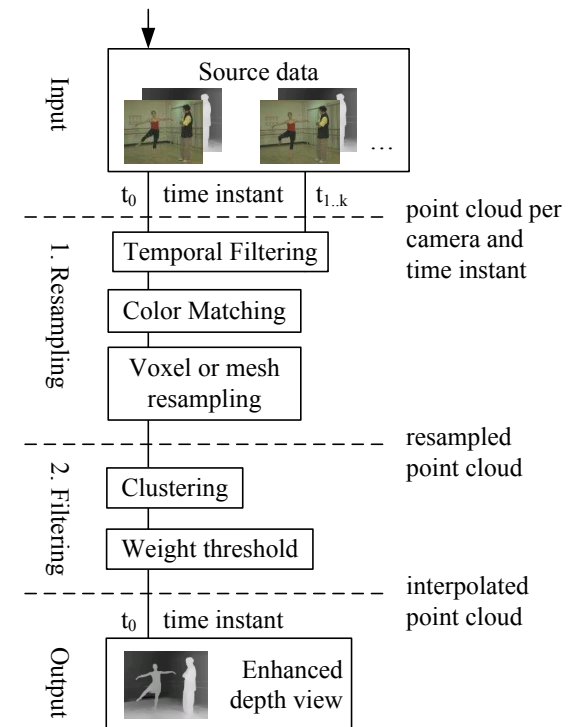 Source data
…
Input
t0 time instant t1..k
point cloud per
camera and
time instant
1. Resampling
Temporal Filtering
Color Matching
Voxel or mesh
resampling
resampled
point cloud
2. Filtering
Clustering
Weight threshold
interpolated
point cloud
t0 time instant
Output
Enhanced
depth view